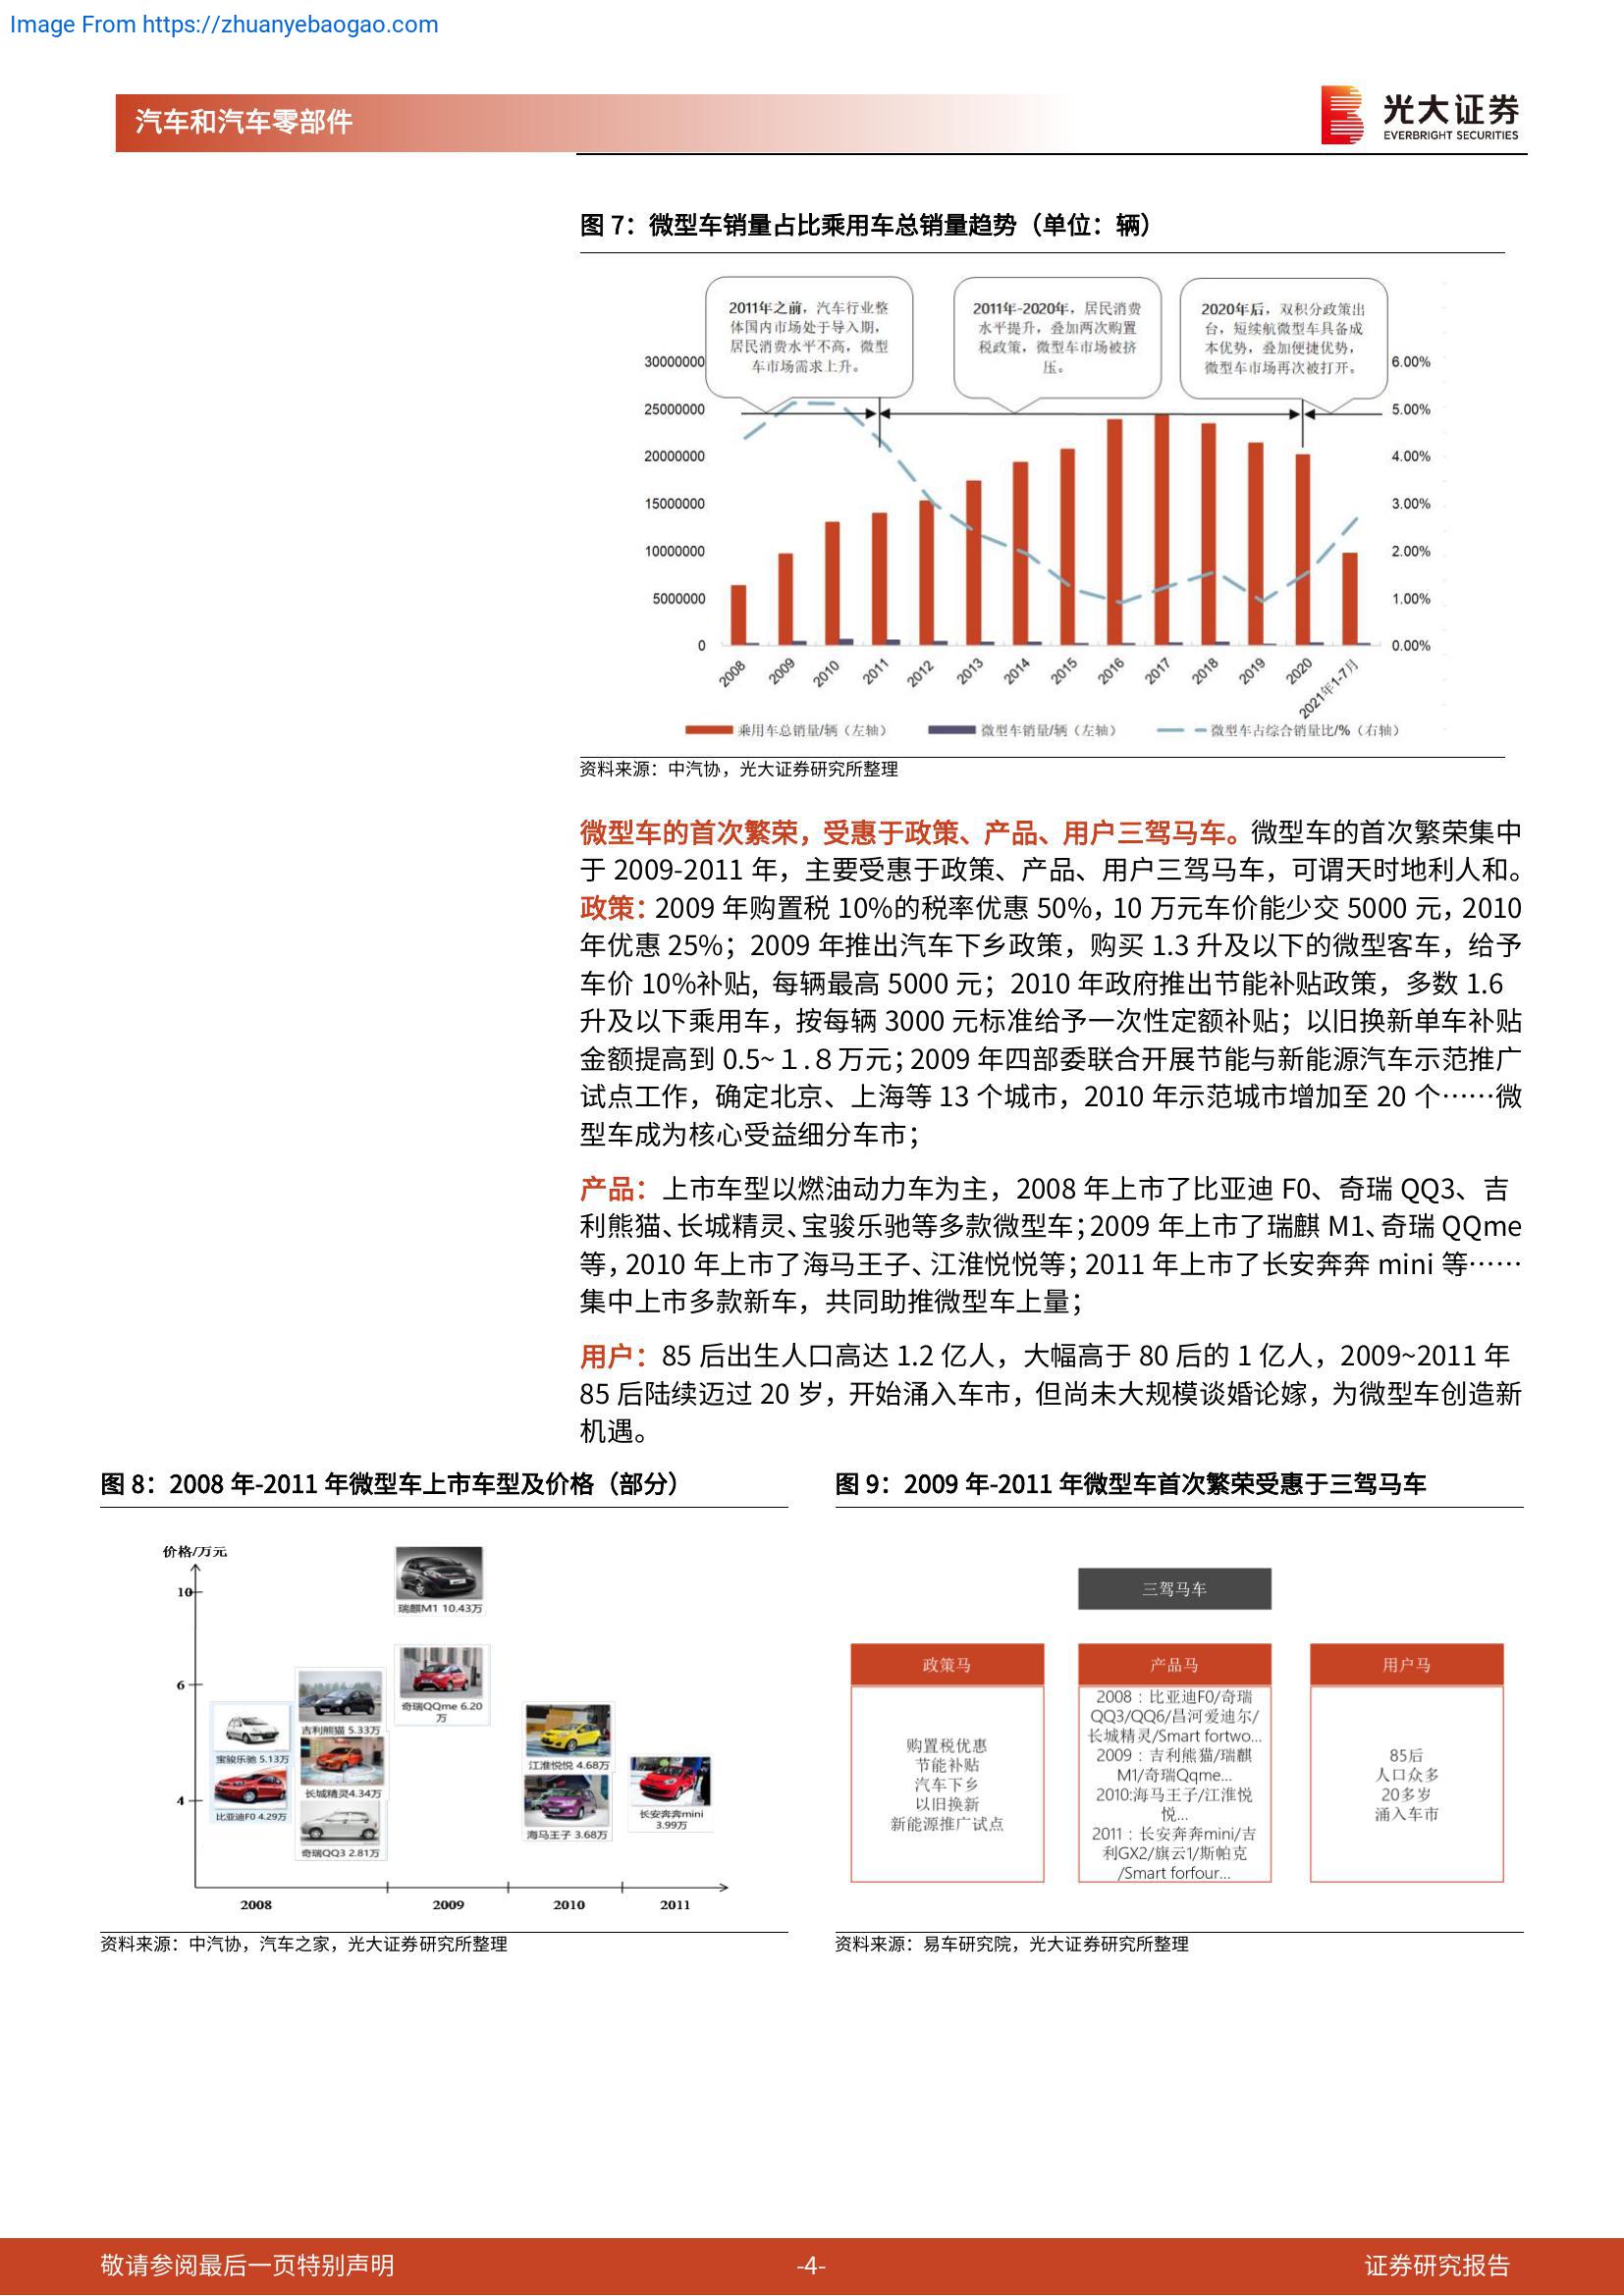 Image From https://zhuanyebaogao.com
汽车和汽车零部件
光大证券
EVERBRIGHT SECURITIES
图 7：微型车销量占比乘用车总销量趋势（单位：辆）
2011年之前，汽车行业整
体国内市场处于导入期，
居民消费水平不高，微型
车市场需求上升。
2011年-2020年，居民消费
水平提升，叠加两次购置
税政策，微型车市场被挤
压。
2020年后，双积分政策出
台，短续航微型车具备成
本优势，叠加便捷优势，
微型车市场再次被打开。
30000000
25000000
20000000
15000000
10000000
5000000
0
6.00%
5.00%
4.00%
3.00%
2.00%
1.00%
0.00%
2008
2009
2010
2011
2012
2013
2014
2015
2016
2017
2018
2019
2020
2021年1-7月
乘用车总销量/辆（左轴）
微型车销量/辆（左轴）
微型车占综合销量比/%（右轴）
资料来源：中汽协，光大证券研究所整理
微型车的首次繁荣，受惠于政策、产品、用户三驾马车。微型车的首次繁荣集中
于 2009-2011 年，主要受惠于政策、产品、用户三驾马车，可谓天时地利人和。
政策：2009 年购置税 10%的税率优惠 50%，10 万元车价能少交 5000 元，2010
年优惠 25%；2009 年推出汽车下乡政策，购买 1.3 升及以下的微型客车，给予
车价 10%补贴, 每辆最高 5000 元；2010 年政府推出节能补贴政策，多数 1.6
升及以下乘用车，按每辆 3000 元标准给予一次性定额补贴；以旧换新单车补贴
金额提高到 0.5~１.８万元；2009 年四部委联合开展节能与新能源汽车示范推广
试点工作，确定北京、上海等 13 个城市，2010 年示范城市增加至 20 个……微
型车成为核心受益细分车市；
产品：上市车型以燃油动力车为主，2008 年上市了比亚迪 F0、奇瑞 QQ3、吉
利熊猫、长城精灵、宝骏乐驰等多款微型车；2009 年上市了瑞麒 M1、奇瑞 QQme
等，2010 年上市了海马王子、江淮悦悦等；2011 年上市了长安奔奔 mini 等……
集中上市多款新车，共同助推微型车上量；
用户：85 后出生人口高达 1.2 亿人，大幅高于 80 后的 1 亿人，2009~2011 年
85 后陆续迈过 20 岁，开始涌入车市，但尚未大规模谈婚论嫁，为微型车创造新
机遇。
图 8：2008 年-2011 年微型车上市车型及价格（部分）
价格/万元
10
6
4
瑞麒M1 10.43万
奇瑞QQme 6.20
万
吉利熊猫 5.33万
宝骏乐驰 5.13万
长城精灵4.34万
比亚迪F0 4.29万
奇瑞QQ3 2.81万
江淮悦悦 4.68万
海马王子 3.68万
长安奔奔mini
3.99万
2008
2009
2010
2011
资料来源：中汽协，汽车之家，光大证券研究所整理
图 9：2009 年-2011 年微型车首次繁荣受惠于三驾马车
三驾马车
政策马
购置税优惠
节能补贴
汽车下乡
以旧换新
新能源推广试点
产品马
2008：比亚迪F0/奇瑞
QQ3/QQ6/昌河爱迪尔/
长城精灵/Smart fortwo...
2009：吉利熊猫/瑞麒
M1/奇瑞Qqme...
2010:海马王子/江淮悦
悦...
2011：长安奔奔mini/吉
利GX2/旗云1/斯帕克
/Smart forfour...
用户马
85后
人口众多
20多岁
涌入车市
资料来源：易车研究院，光大证券研究所整理
敬请参阅最后一页特别声明
-4-
证券研究报告